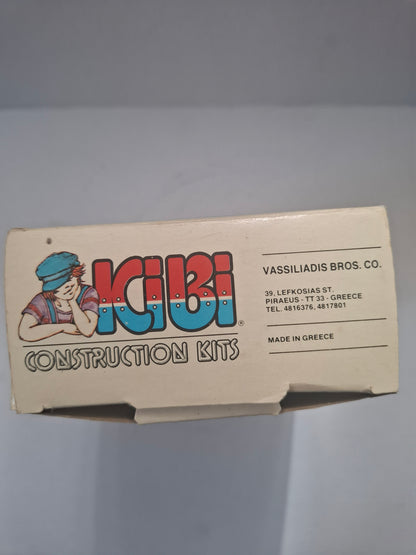 KiBi®
CONSTRUCTION KITS
VASSILIADIS BROS. CO.
39, LEFKOSIAS ST.
PIRAEUS - TT 33 - GREECE
TEL. 4816376, 4817801
MADE IN GREECE